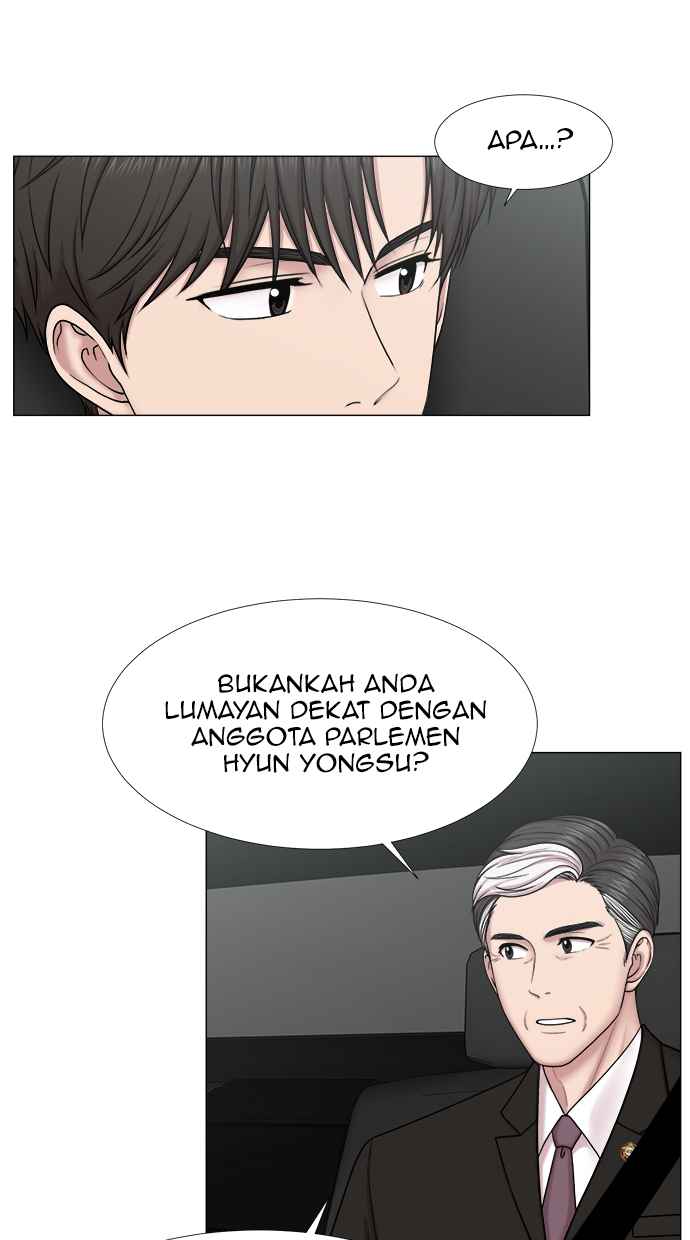 APA...?
BUKANKAH ANDA
LUMAYAN DEKAT DENGAN
ANGGOTA PARLEMEN
HYUN YONGSU?